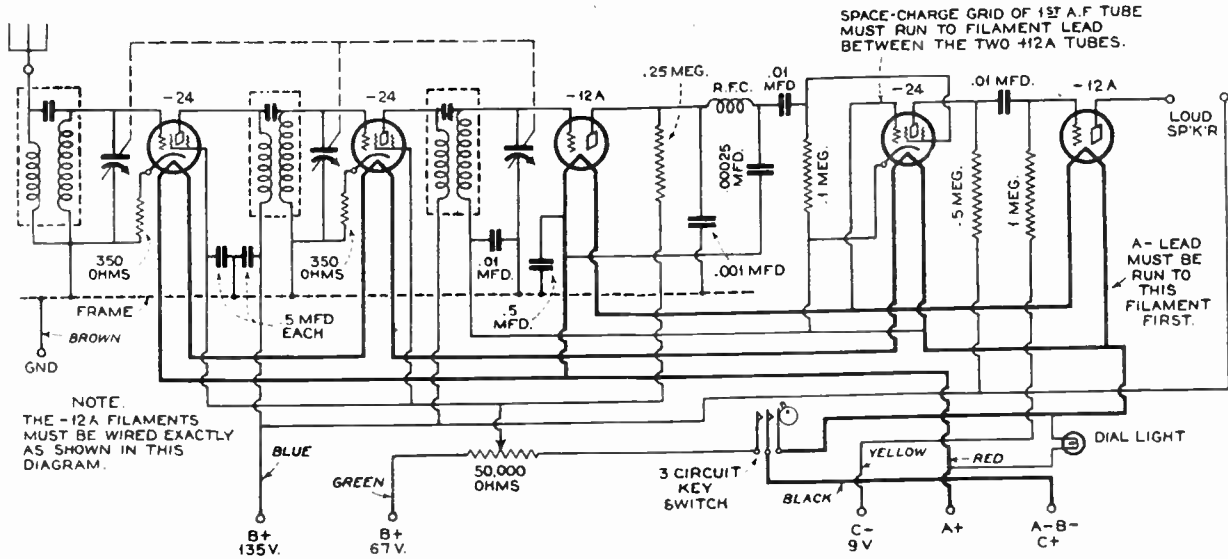 SPACE-CHARGE GRID OF 1ST A.F TUBE
MUST RUN TO FILAMENT LEAD
BETWEEN THE TWO +12A TUBES.
-24
-24
-12A
.25 MEG.
R.F.C.
.01
MFD
-24
.01 MFD.
-12A
LOUD
SP'K'R
350
OHMS
350
OHMS
.01
MFD.
.5
MFD.
.00025
MFD.
.001 MFD
.1 MEG.
.5 MEG.
1 MEG.
A- LEAD
MUST BE
RUN TO
THIS
FILAMENT
FIRST.
FRAME
.5 MFD
EACH
BROWN
GND
NOTE.
THE -12A FILAMENTS
MUST BE WIRED EXACTLY
AS SHOWN IN THIS
DIAGRAM.
BLUE
GREEN
50,000
OHMS
3 CIRCUIT
KEY
SWITCH
BLACK
YELLOW
RED
DIAL LIGHT
B+
135V.
B+
67V.
C-
9V
A+
A-B-
C+